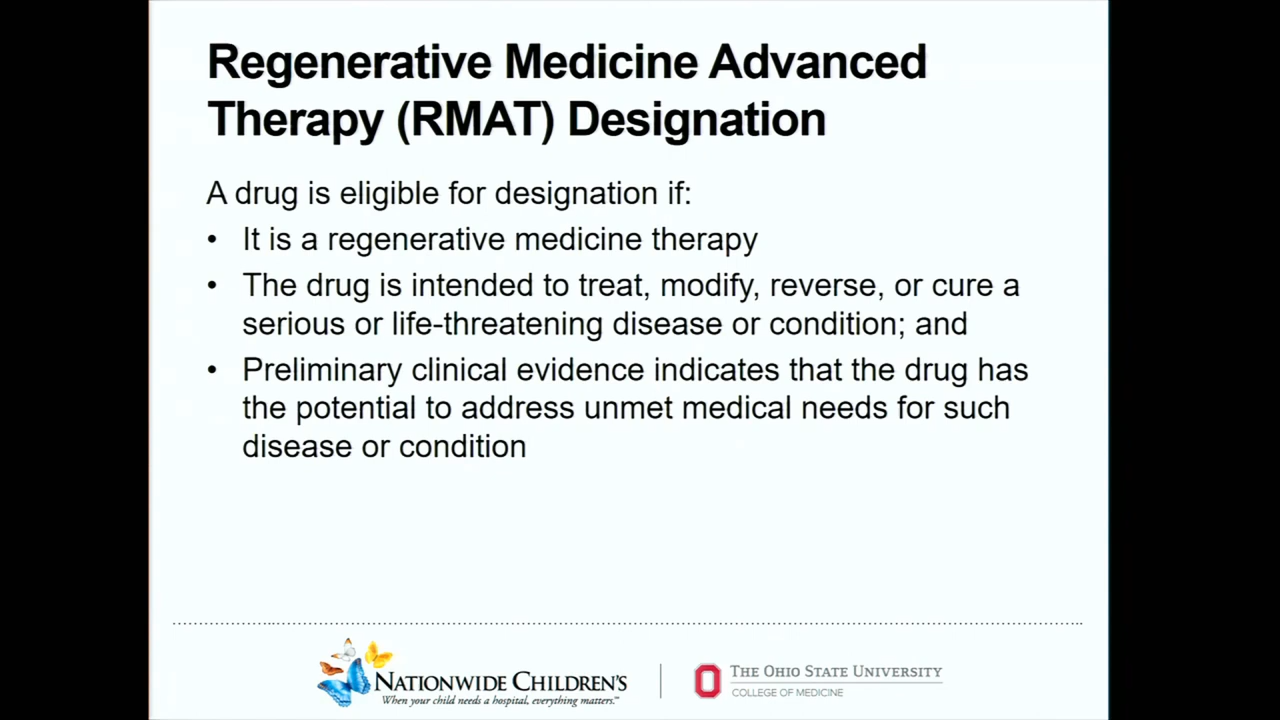 Regenerative Medicine Advanced
Therapy (RMAT) Designation
A drug is eligible for designation if:
• It is a regenerative medicine therapy
• The drug is intended to treat, modify, reverse, or cure a
serious or life-threatening disease or condition; and
• Preliminary clinical evidence indicates that the drug has
the potential to address unmet medical needs for such
disease or condition
NATIONWIDE CHILDREN'S
When your child needs a hospital, everything matters.™
THE OHIO STATE UNIVERSITY
COLLEGE OF MEDICINE